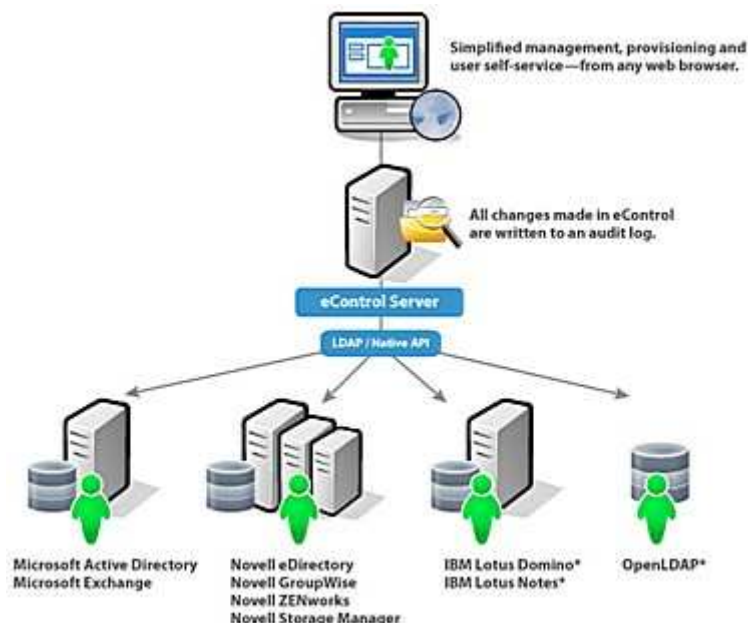 Simplified management, provisioning and
user self-service—from any web browser.
All changes made in eControl
are written to an audit log.
eControl Server
LDAP / Native API
Microsoft Active Directory
Microsoft Exchange
Novell eDirectory
Novell GroupWise
Novell ZENworks
Novell Storage Manager
IBM Lotus Domino*
IBM Lotus Notes*
OpenLDAP*